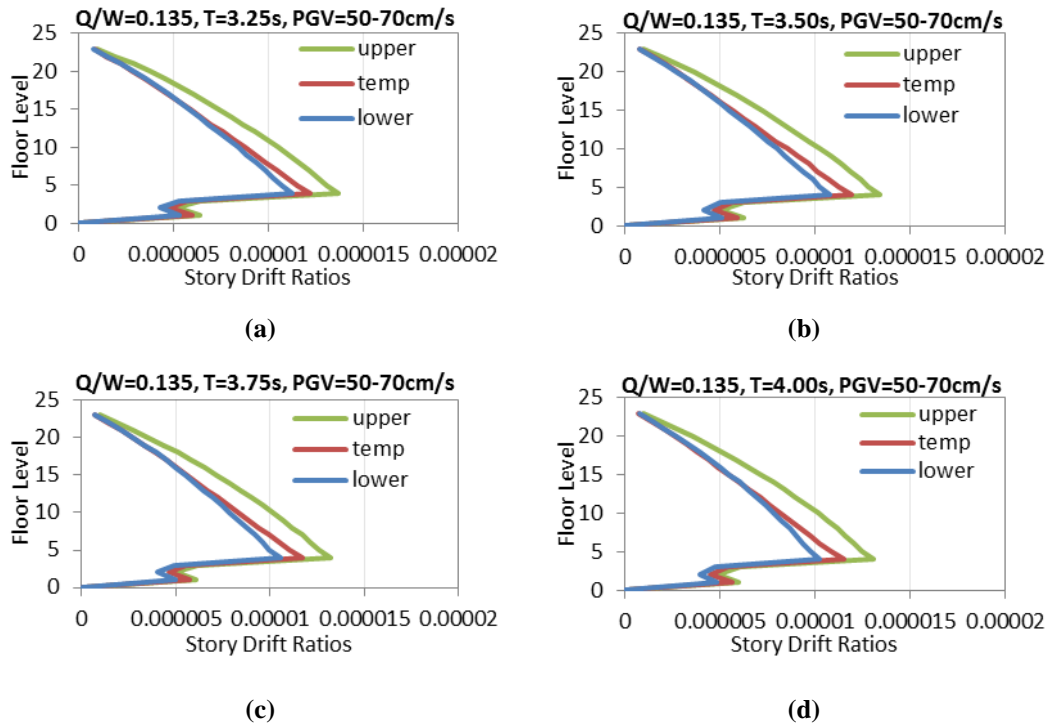 Q/W=0.135, T=3.25s, PGV=50-70cm/s
25
20
15
10
5
0
Floor Level
upper
temp
lower
0 0.000005 0.00001 0.000015 0.00002
Story Drift Ratios
(a)
Q/W=0.135, T=3.50s, PGV=50-70cm/s
25
20
15
10
5
0
Floor Level
upper
temp
lower
0 0.000005 0.00001 0.000015 0.00002
Story Drift Ratios
(b)
Q/W=0.135, T=3.75s, PGV=50-70cm/s
25
20
15
10
5
0
Floor Level
upper
temp
lower
0 0.000005 0.00001 0.000015 0.00002
Story Drift Ratios
(c)
Q/W=0.135, T=4.00s, PGV=50-70cm/s
25
20
15
10
5
0
Floor Level
upper
temp
lower
0 0.000005 0.00001 0.000015 0.00002
Story Drift Ratios
(d)